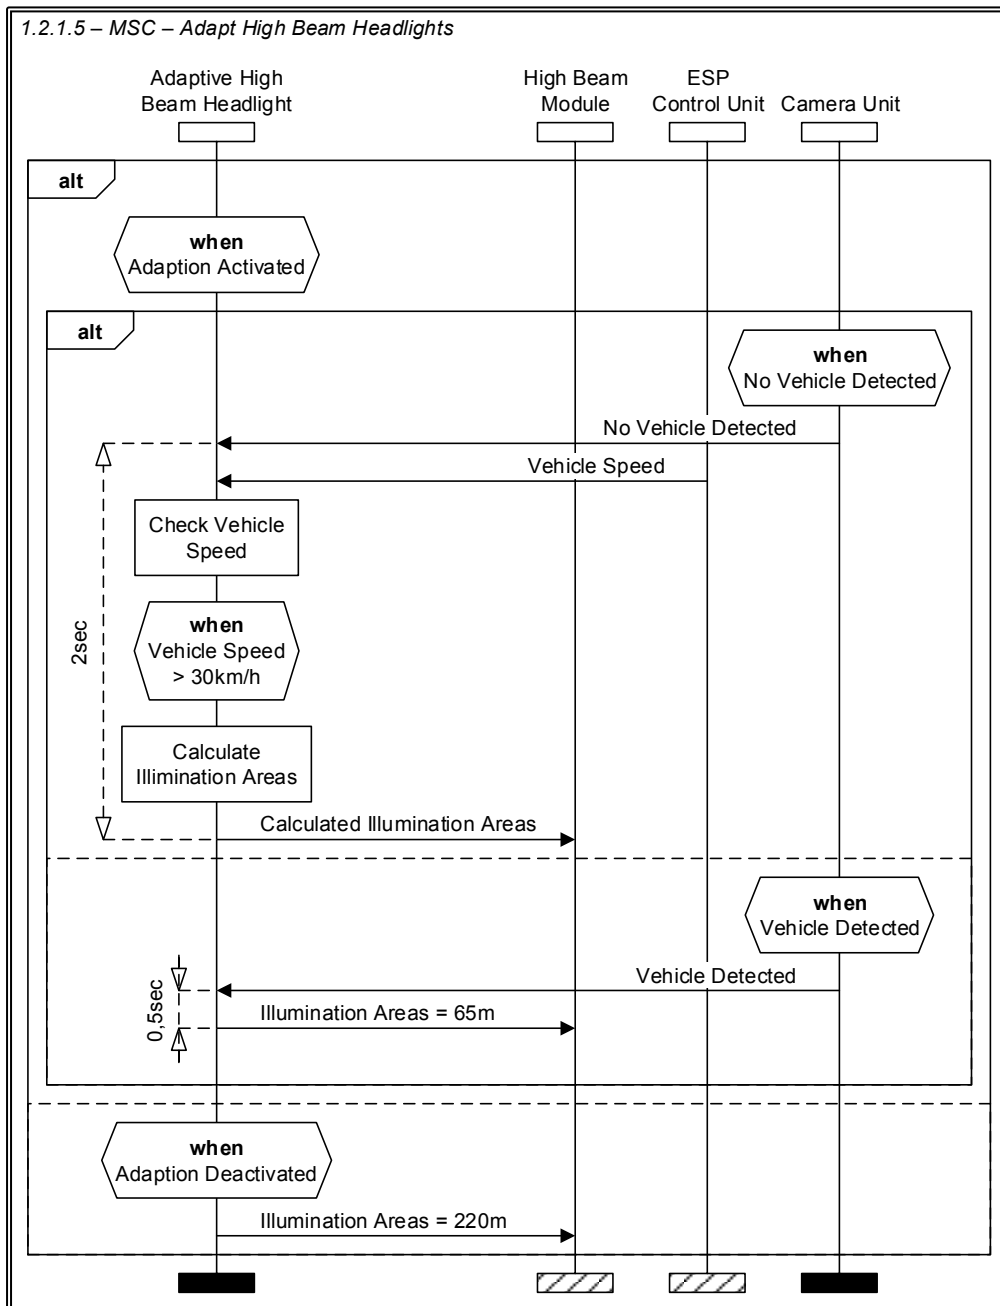 1.2.1.5 – MSC – Adapt High Beam Headlights
Adaptive High
Beam Headlight
High Beam
Module
ESP
Control Unit
Camera Unit
alt
when
Adaption Activated
alt
when
No Vehicle Detected
No Vehicle Detected
Vehicle Speed
Check Vehicle
Speed
2sec
when
Vehicle Speed
> 30km/h
Calculate
Illimination Areas
Calculated Illumination Areas
when
Vehicle Detected
Vehicle Detected
0,5sec
Illumination Areas = 65m
when
Adaption Deactivated
Illumination Areas = 220m